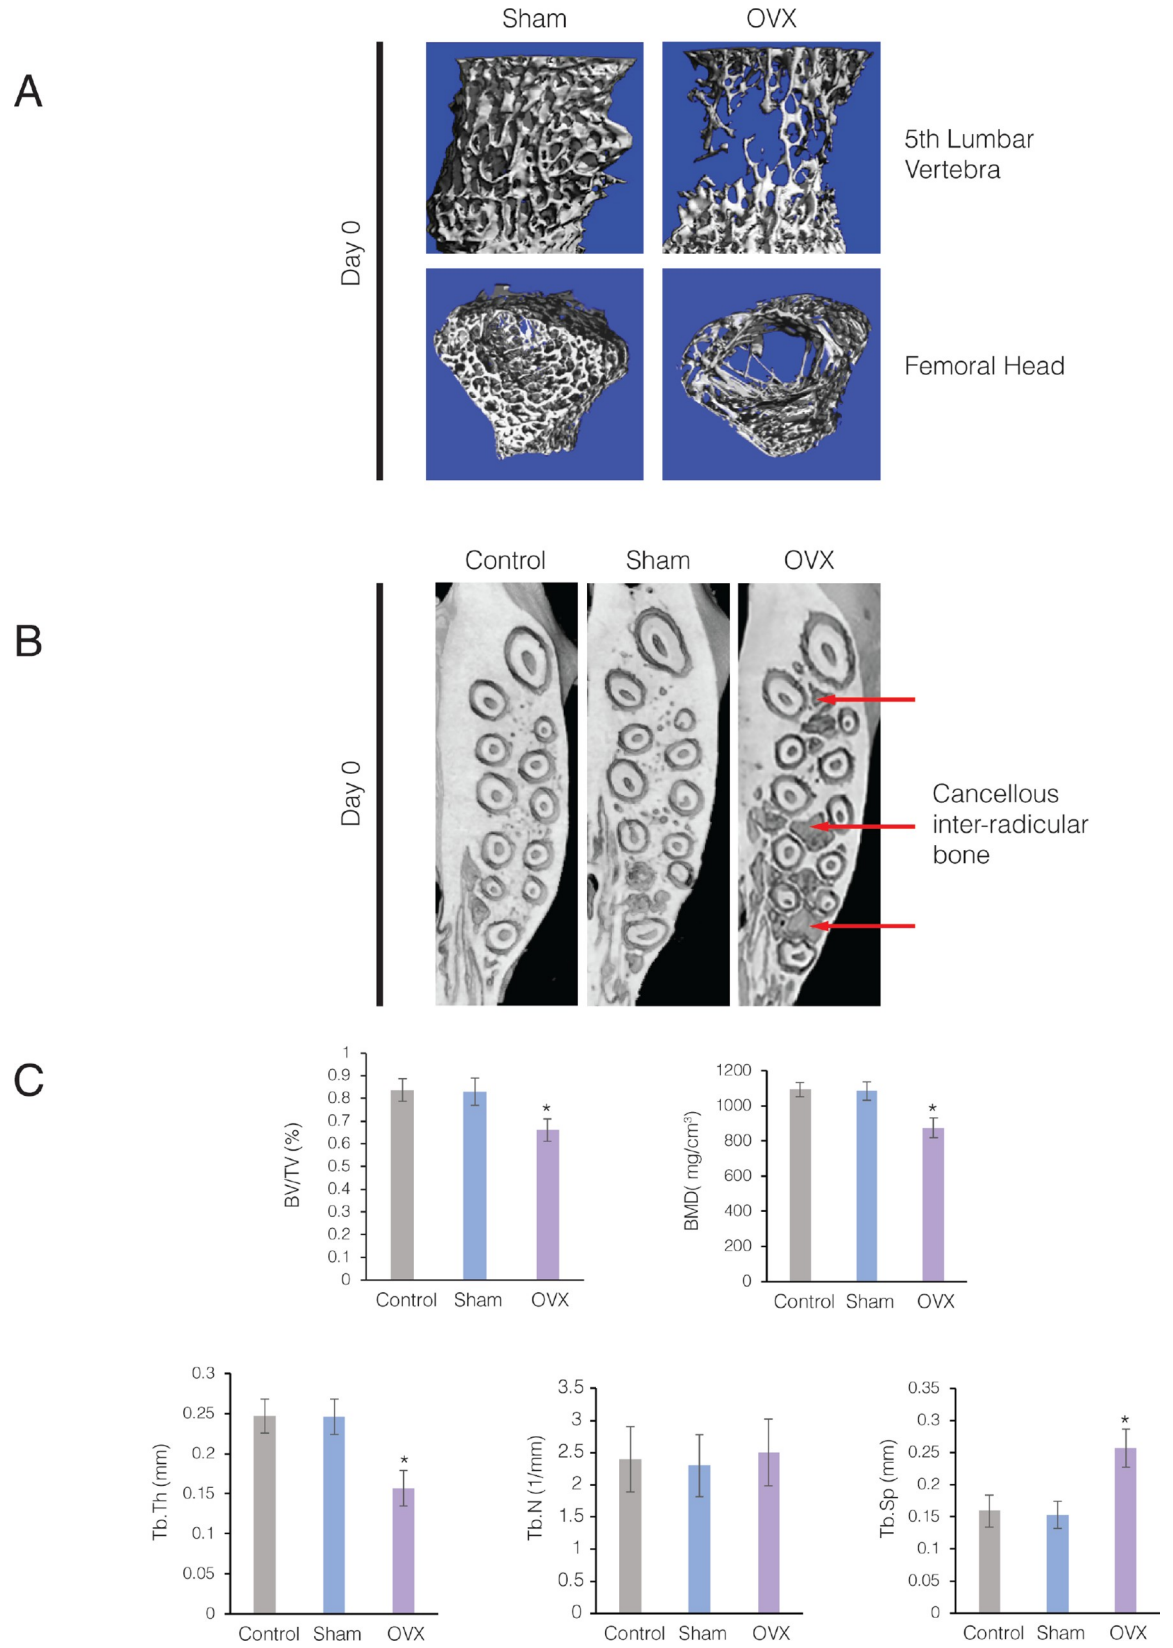 Sham OVX
A
5th Lumbar
Vertebra
Day 0
Femoral Head
Control Sham OVX
B
Day 0
Cancellous
inter-radicular
bone
C
1
0.9
0.8
0.7
0.6
0.5
0.4
0.3
0.2
0.1
0
BV/TV (%)
*
Control Sham OVX
1200
1000
800
600
400
200
0
BMD( mg/cm³)
*
Control Sham OVX
0.3
0.25
0.2
0.15
0.1
0.05
0
Tb.Th (mm)
*
Control Sham OVX
3.5
3
2.5
2
1.5
1
0.5
0
Tb.N (1/mm)
Control Sham OVX
0.35
0.3
0.25
0.2
0.15
0.1
0.05
0
Tb.Sp (mm)
*
Control Sham OVX